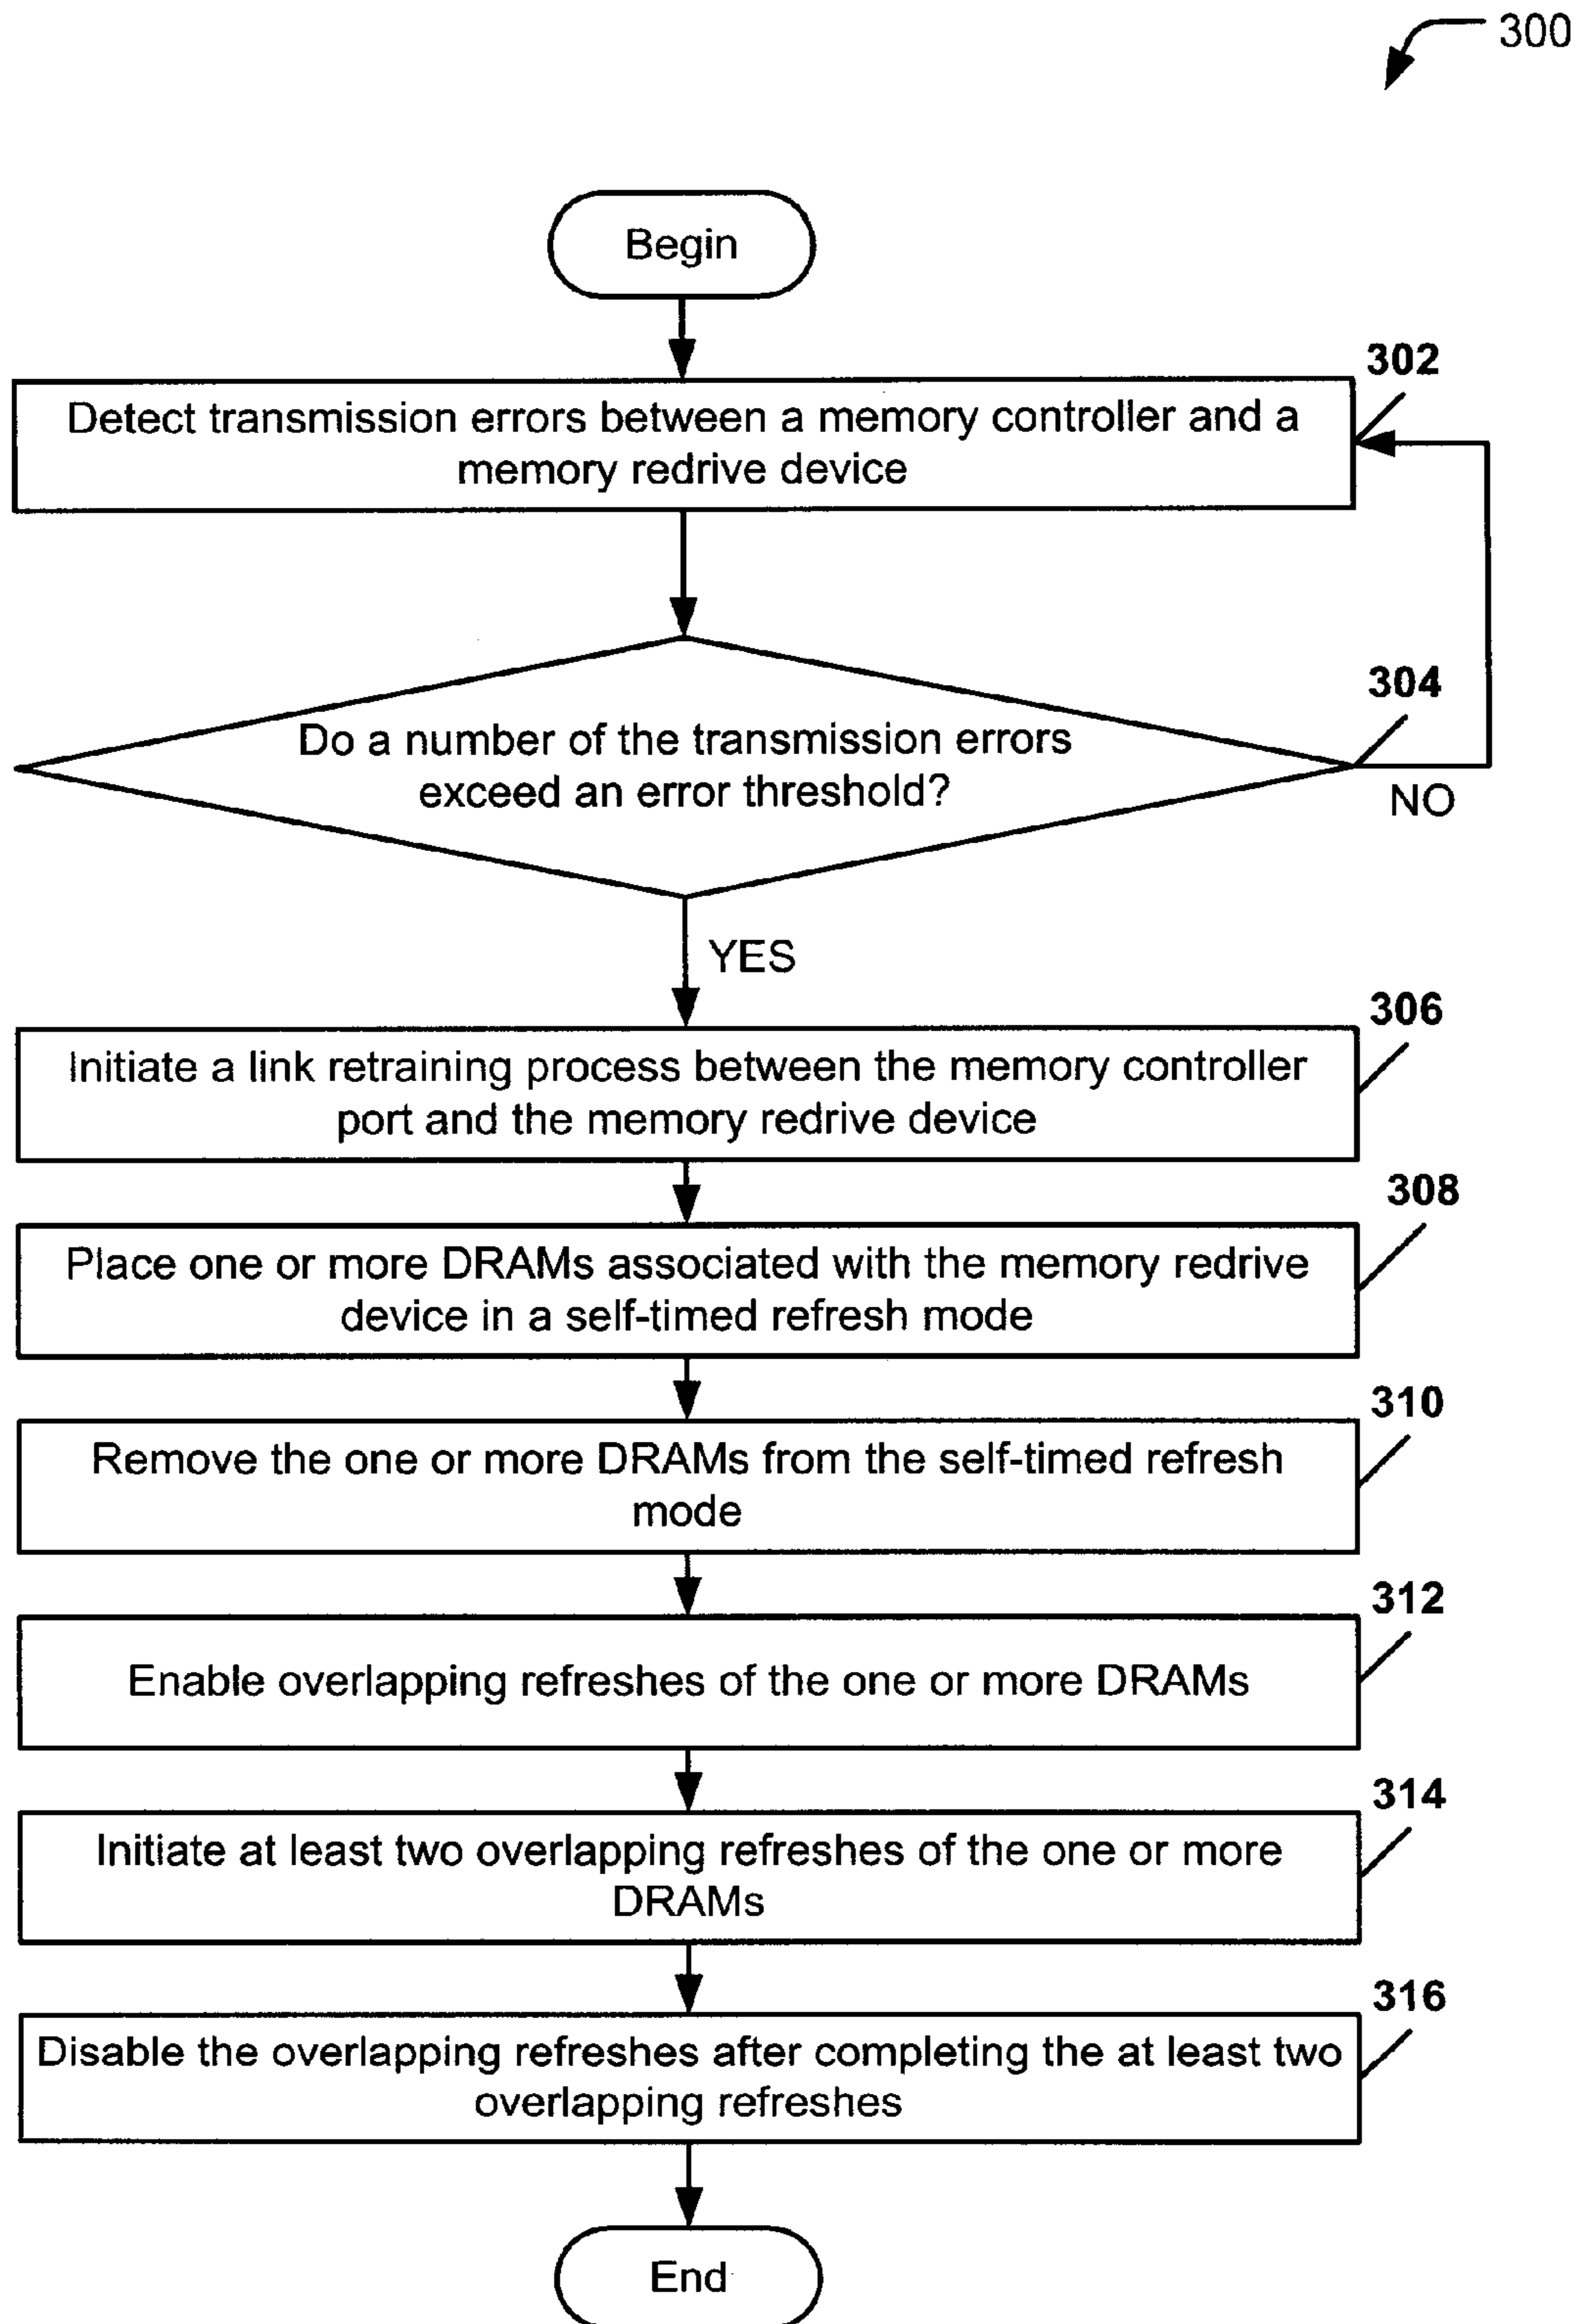 300
Begin
302
Detect transmission errors between a memory controller and a
memory redrive device
304
Do a number of the transmission errors
exceed an error threshold?
NO
YES
306
Initiate a link retraining process between the memory controller
port and the memory redrive device
308
Place one or more DRAMs associated with the memory redrive
device in a self-timed refresh mode
310
Remove the one or more DRAMs from the self-timed refresh
mode
312
Enable overlapping refreshes of the one or more DRAMs
314
Initiate at least two overlapping refreshes of the one or more
DRAMs
316
Disable the overlapping refreshes after completing the at least two
overlapping refreshes
End